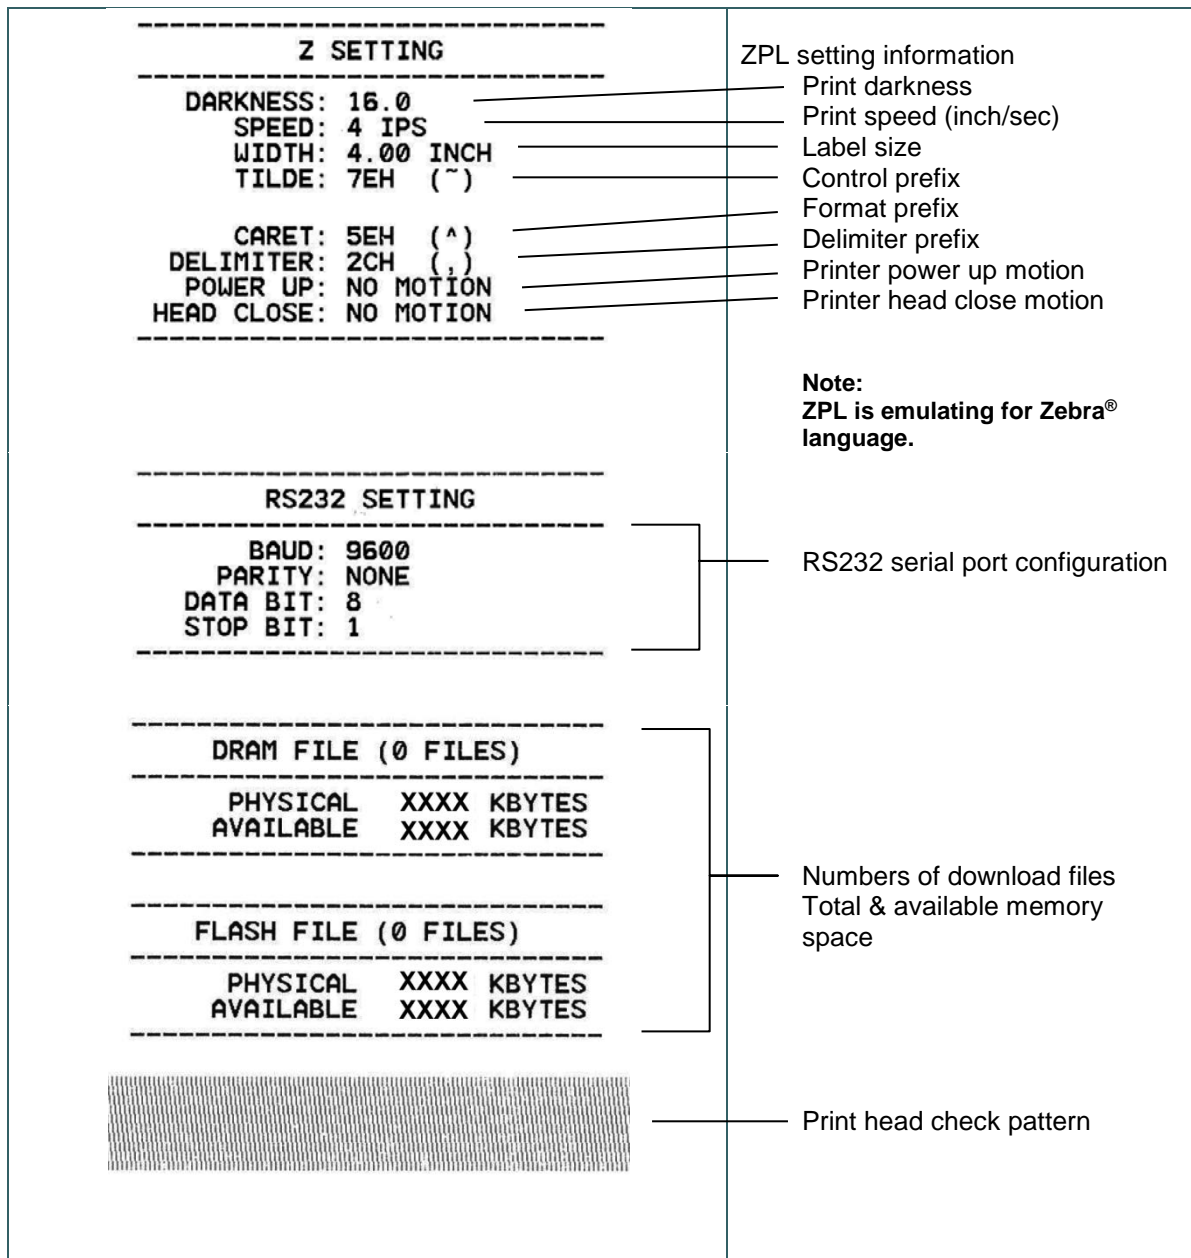 Z SETTING
DARKNESS: 16.0
SPEED: 4 IPS
WIDTH: 4.00 INCH
TILDE: 7EH (~)
CARET: 5EH (^)
DELIMITER: 2CH (,)
POWER UP: NO MOTION
HEAD CLOSE: NO MOTION
ZPL setting information
Print darkness
Print speed (inch/sec)
Label size
Control prefix
Format prefix
Delimiter prefix
Printer power up motion
Printer head close motion
Note:
ZPL is emulating for Zebra®
language.
RS232 SETTING
BAUD: 9600
PARITY: NONE
DATA BIT: 8
STOP BIT: 1
RS232 serial port configuration
DRAM FILE (0 FILES)
PHYSICAL XXXX KBYTES
AVAILABLE XXXX KBYTES
FLASH FILE (0 FILES)
PHYSICAL XXXX KBYTES
AVAILABLE XXXX KBYTES
Numbers of download files
Total & available memory
space
Print head check pattern